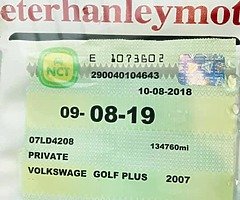 eterhanleymot
E 1073602
NCT
290040104643
10-08-2018
09- 08-19
07LD4208
134760mi
PRIVATE
VOLKSWAGE GOLF PLUS 2007